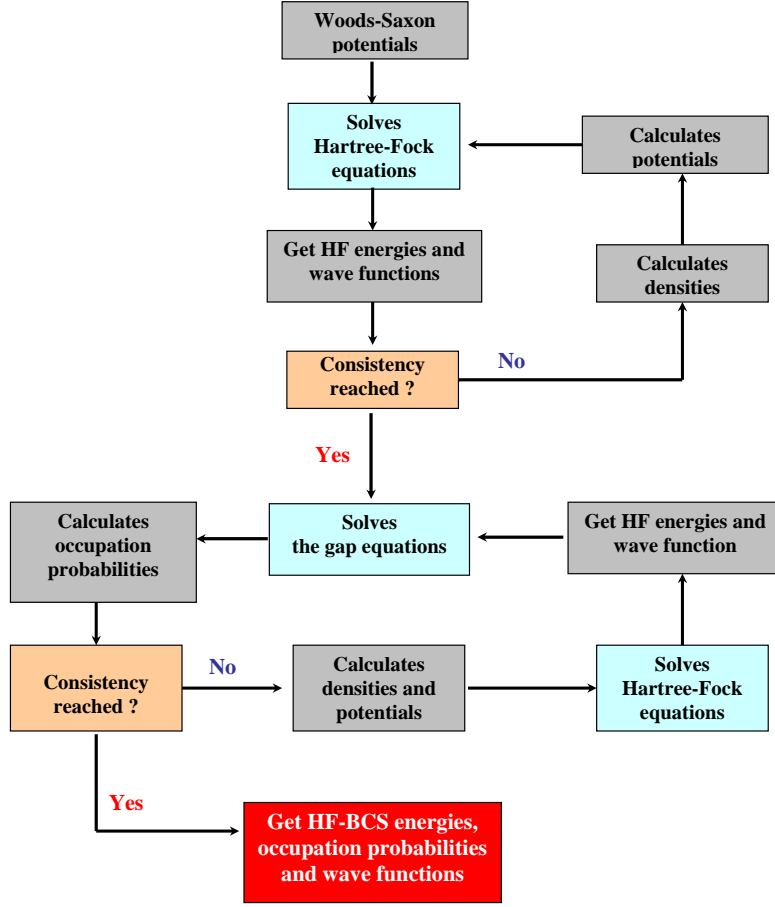 Woods-Saxon
potentials
Solves
Hartree-Fock
equations
Calculates
potentials
Get HF energies and
wave functions
Calculates
densities
Consistency
reached ?
No
Yes
Calculates
occupation
probabilities
Solves
the gap equations
Get HF energies and
wave function
Consistency
reached ?
No
Calculates
densities and
potentials
Solves
Hartree-Fock
equations
Yes
Get HF-BCS energies,
occupation probabilities
and wave functions